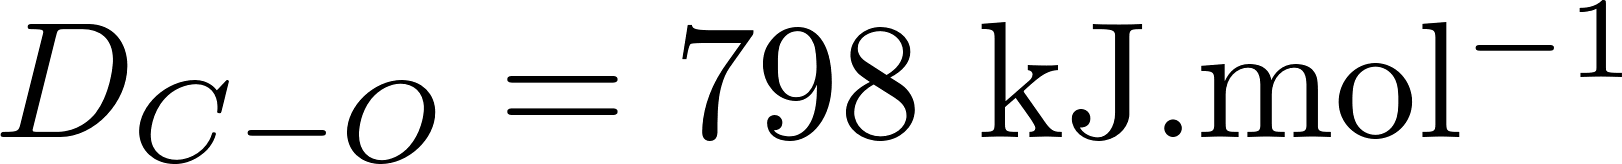 D_{C-O} = 798 kJ.mol^{-1}